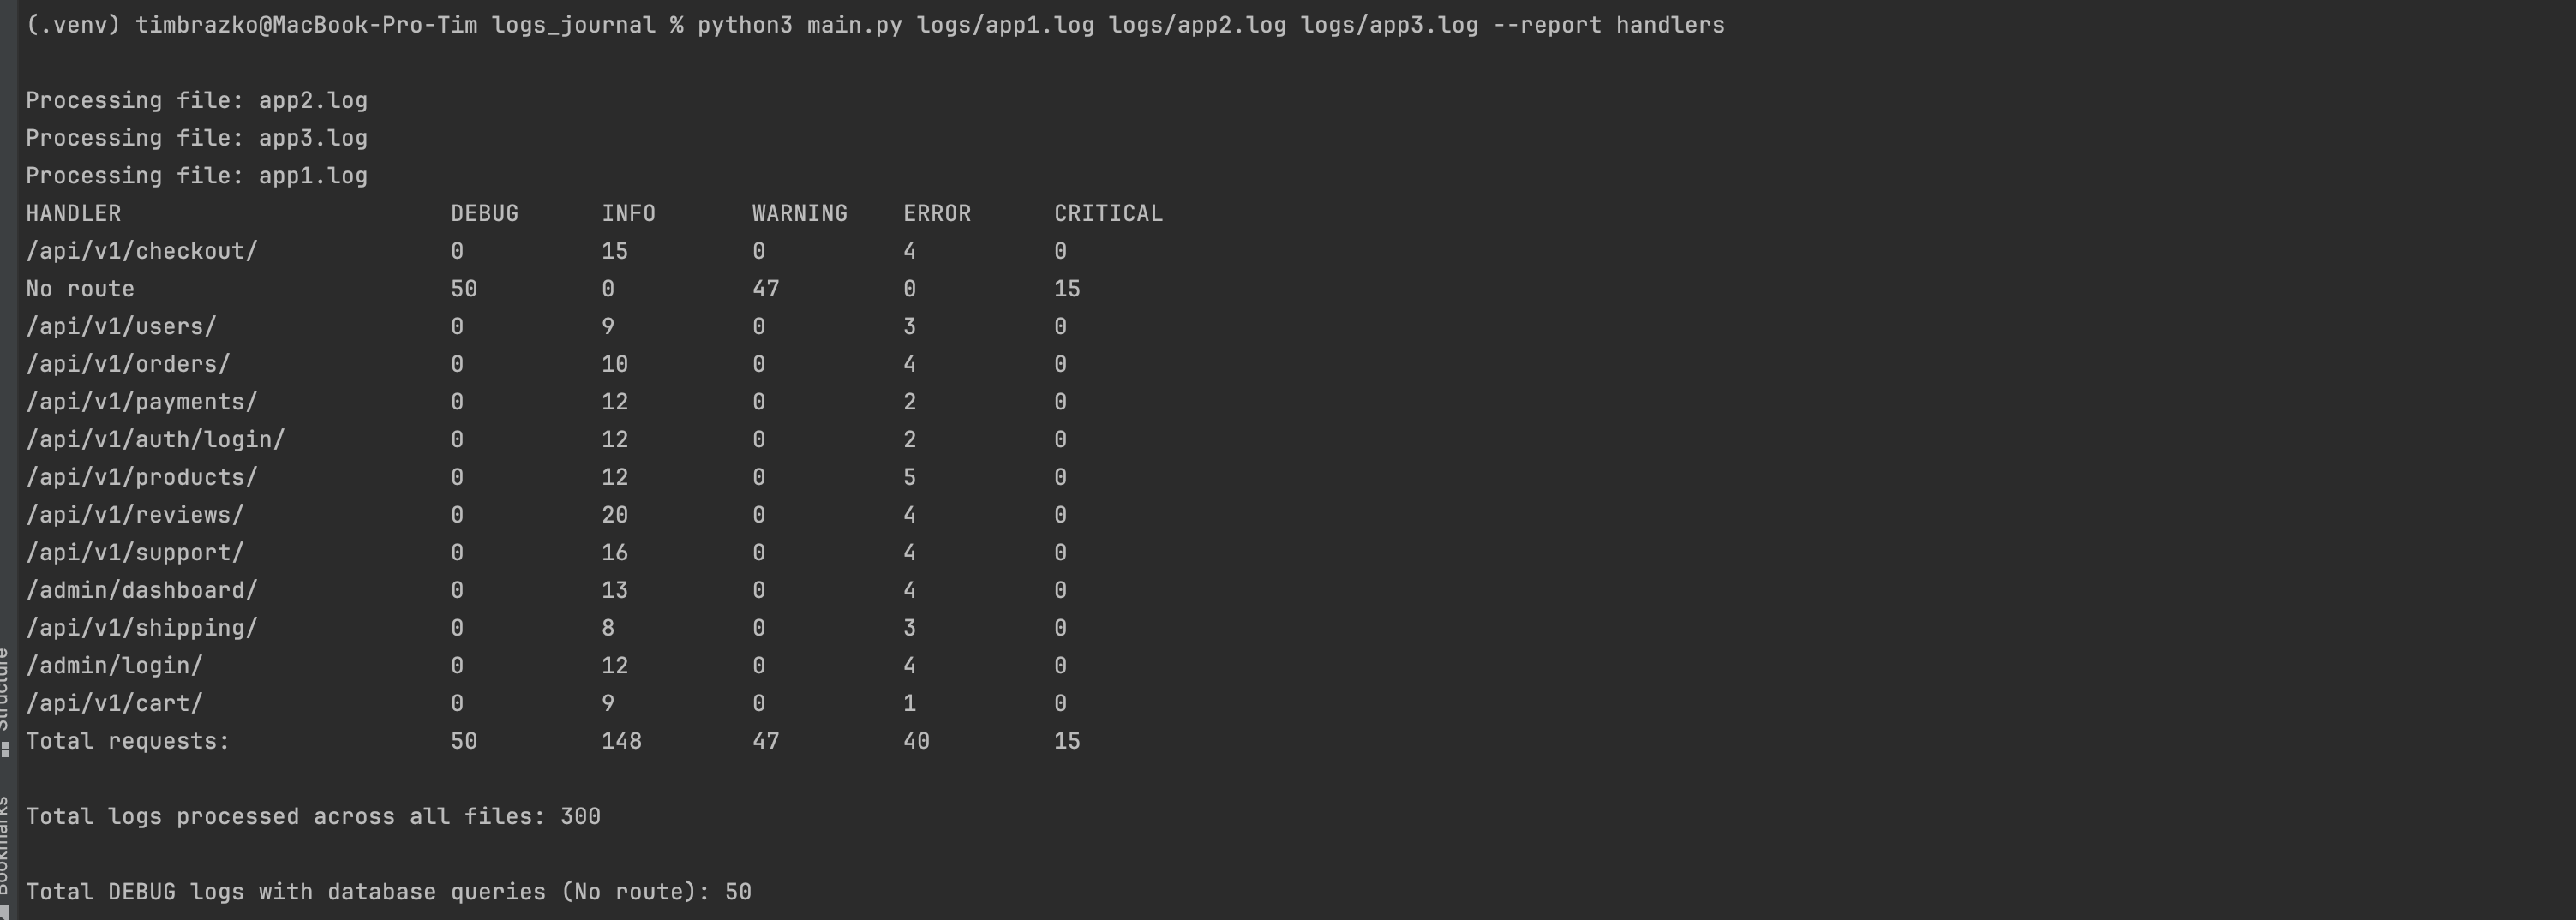 (.venv) timbrazko@MacBook-Pro-Tim logs_journal % python3 main.py logs/app1.log logs/app2.log logs/app3.log --report handlers
Processing file: app2.log
Processing file: app3.log
Processing file: app1.log
HANDLER DEBUG INFO WARNING ERROR CRITICAL
/api/v1/checkout/ 0 15 0 4 0
No route 50 0 47 0 15
/api/v1/users/ 0 9 0 3 0
/api/v1/orders/ 0 10 0 4 0
/api/v1/payments/ 0 12 0 2 0
/api/v1/auth/login/ 0 12 0 2 0
/api/v1/products/ 0 12 0 5 0
/api/v1/reviews/ 0 20 0 4 0
/api/v1/support/ 0 16 0 4 0
/admin/dashboard/ 0 13 0 4 0
/api/v1/shipping/ 0 8 0 3 0
/admin/login/ 0 12 0 4 0
/api/v1/cart/ 0 9 0 1 0
Total requests: 50 148 47 40 15
Total logs processed across all files: 300
Total DEBUG logs with database queries (No route): 50
Structure
Bookmarks